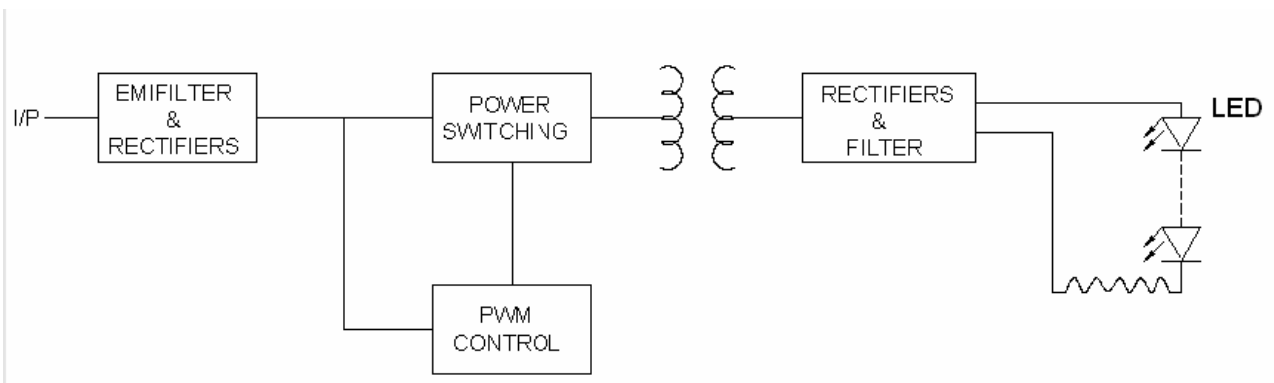 I/P
EMIFILTER
&
RECTIFIERS
POWER
SWITCHING
PWM
CONTROL
RECTIFIERS
&
FILTER
LED